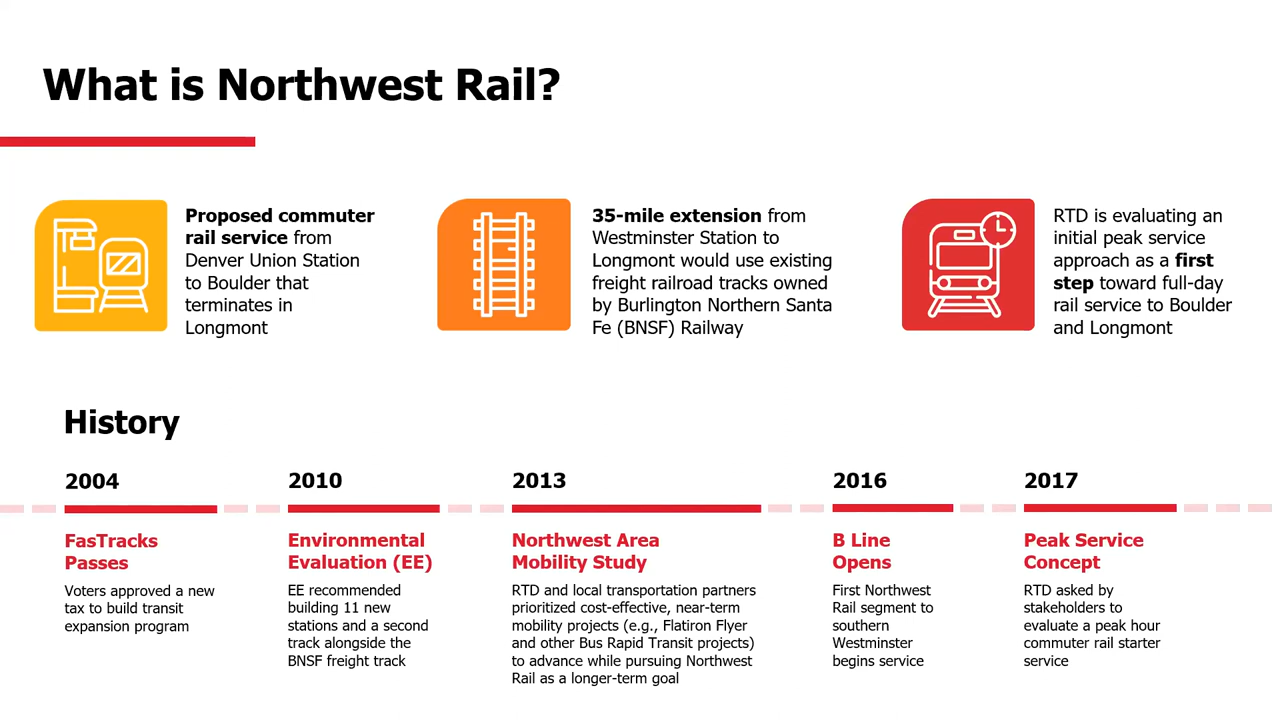 What is Northwest Rail?
Proposed commuter
rail service from
Denver Union Station
to Boulder that
terminates in
Longmont
35-mile extension from
Westminster Station to
Longmont would use existing
freight railroad tracks owned
by Burlington Northern Santa
Fe (BNSF) Railway
RTD is evaluating an
initial peak service
approach as a first
step toward full-day
rail service to Boulder
and Longmont
History
2004
FasTracks
Passes
Voters approved a new
tax to build transit
expansion program
2010
Environmental
Evaluation (EE)
EE recommended
building 11 new
stations and a second
track alongside the
BNSF freight track
2013
Northwest Area
Mobility Study
RTD and local transportation partners
prioritized cost-effective, near-term
mobility projects (e.g., Flatiron Flyer
and other Bus Rapid Transit projects)
to advance while pursuing Northwest
Rail as a longer-term goal
2016
B Line
Opens
First Northwest
Rail segment to
southern
Westminster
begins service
2017
Peak Service
Concept
RTD asked by
stakeholders to
evaluate a peak hour
commuter rail starter
service